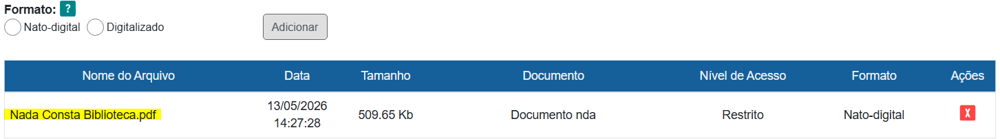 Formato: ?
Nato-digital Digitalizado Adicionar
Nome do Arquivo Data Tamanho Documento Nível de Acesso Formato Ações
Nada Consta Biblioteca.pdf 13/05/2026 14:27:28 509.65 Kb Documento nda Restrito Nato-digital X